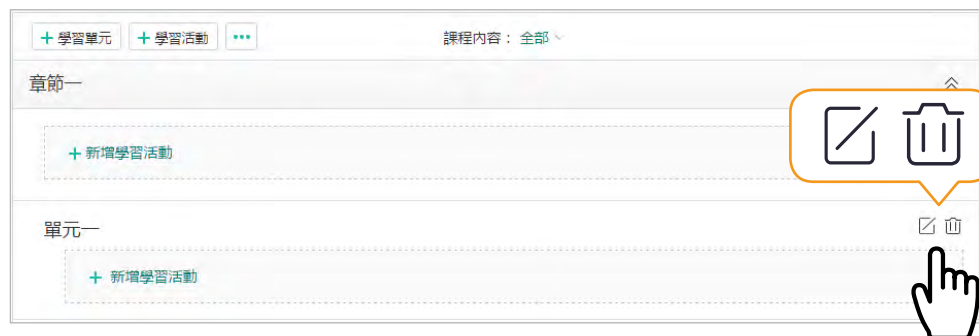 + 學習單元 + 學習活動 ••• 課程內容： 全部
章節一
+ 新增學習活動
單元一
+ 新增學習活動